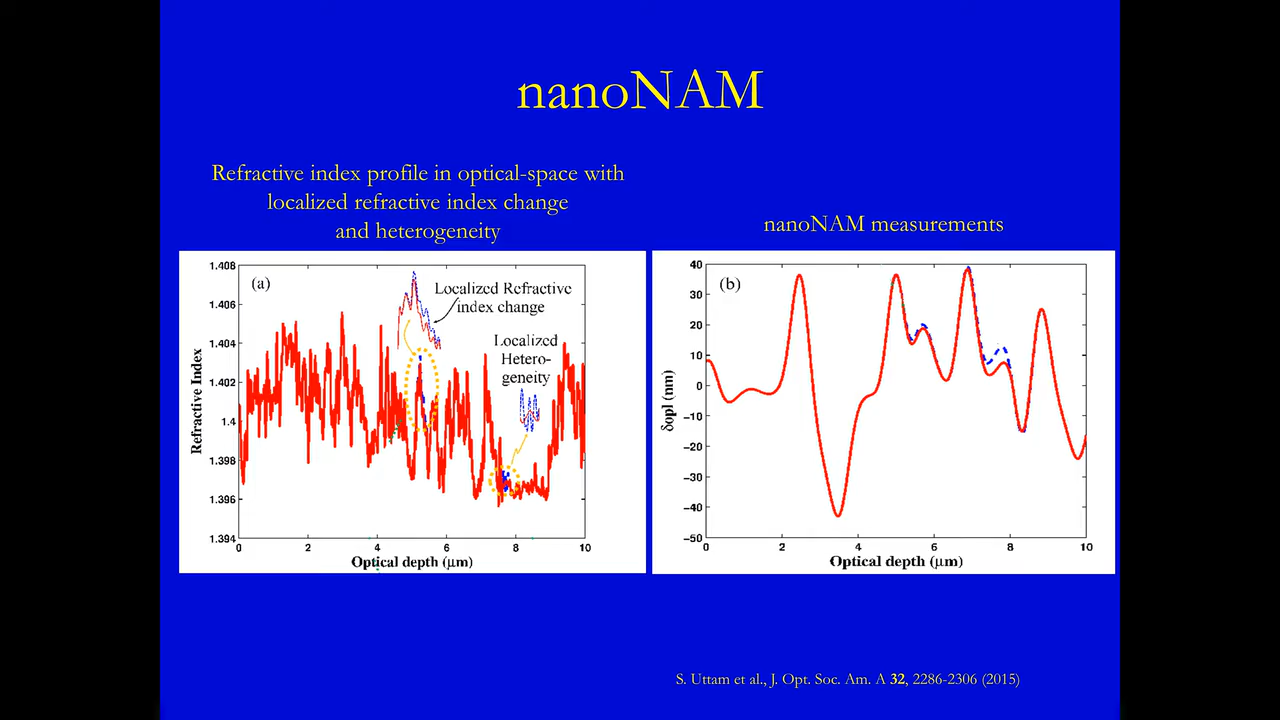 nanoNAM
Refractive index profile in optical-space with
localized refractive index change
and heterogeneity
nanoNAM measurements
(a)
Localized Refractive
index change
Localized
Hetero-
geneity
Refractive Index
1.408
1.406
1.404
1.402
1.4
1.398
1.396
1.394
0 2 4 6 8 10
Optical depth (μm)
(b)
δopl (nm)
40
30
20
10
0
−10
−20
−30
−40
−50
0 2 4 6 8 10
Optical depth (μm)
S. Uttam et al., J. Opt. Soc. Am. A 32, 2286-2306 (2015)